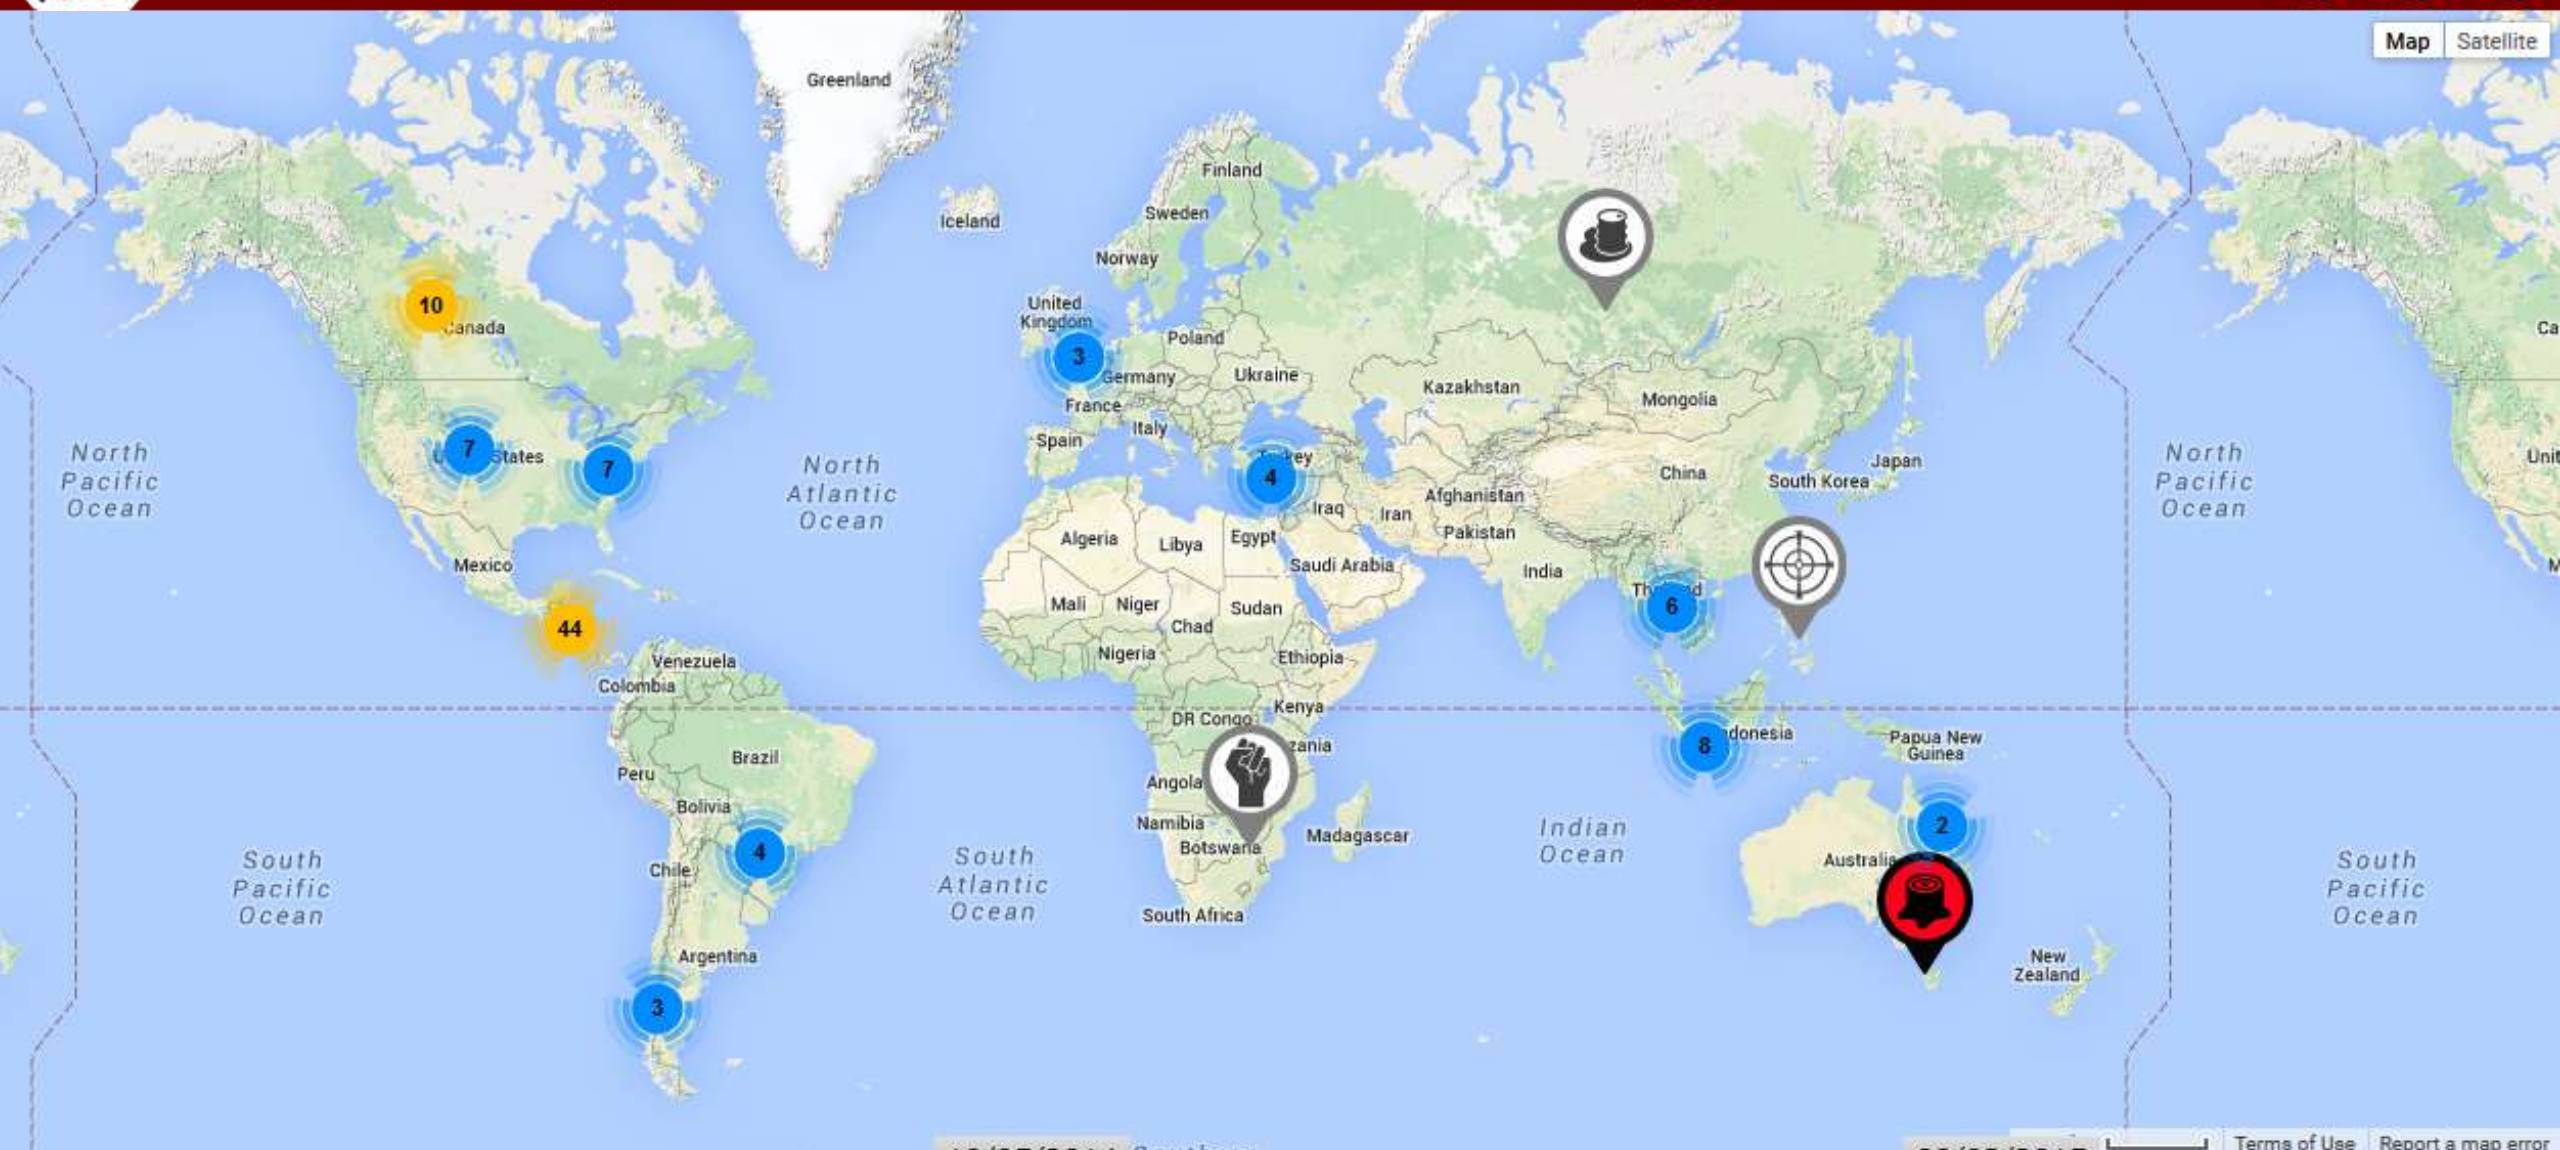 Map
Satellite
Greenland
Finland
Iceland
Sweden
Norway
10
Canada
United
Kingdom
3
Poland
Germany
Ukraine
France
Kazakhstan
Mongolia
Italy
Spain
7
States
7
North
Pacific
Ocean
North
Atlantic
Ocean
4
China
Japan
South Korea
Afghanistan
Iraq
Iran
Pakistan
North
Pacific
Ocean
Algeria
Libya
Egypt
Saudi Arabia
India
Mexico
Mali
Niger
Sudan
Chad
6
44
Nigeria
Ethiopia
Venezuela
Colombia
DR Congo
Kenya
8
Papua New
Guinea
Brazil
Peru
Angola
Bolivia
Namibia
Botswana
Madagascar
Indian
Ocean
2
Australia
4
Chile
South
Pacific
Ocean
South
Atlantic
Ocean
South Africa
South
Pacific
Ocean
Argentina
New
Zealand
3
Terms of Use
Report a map error